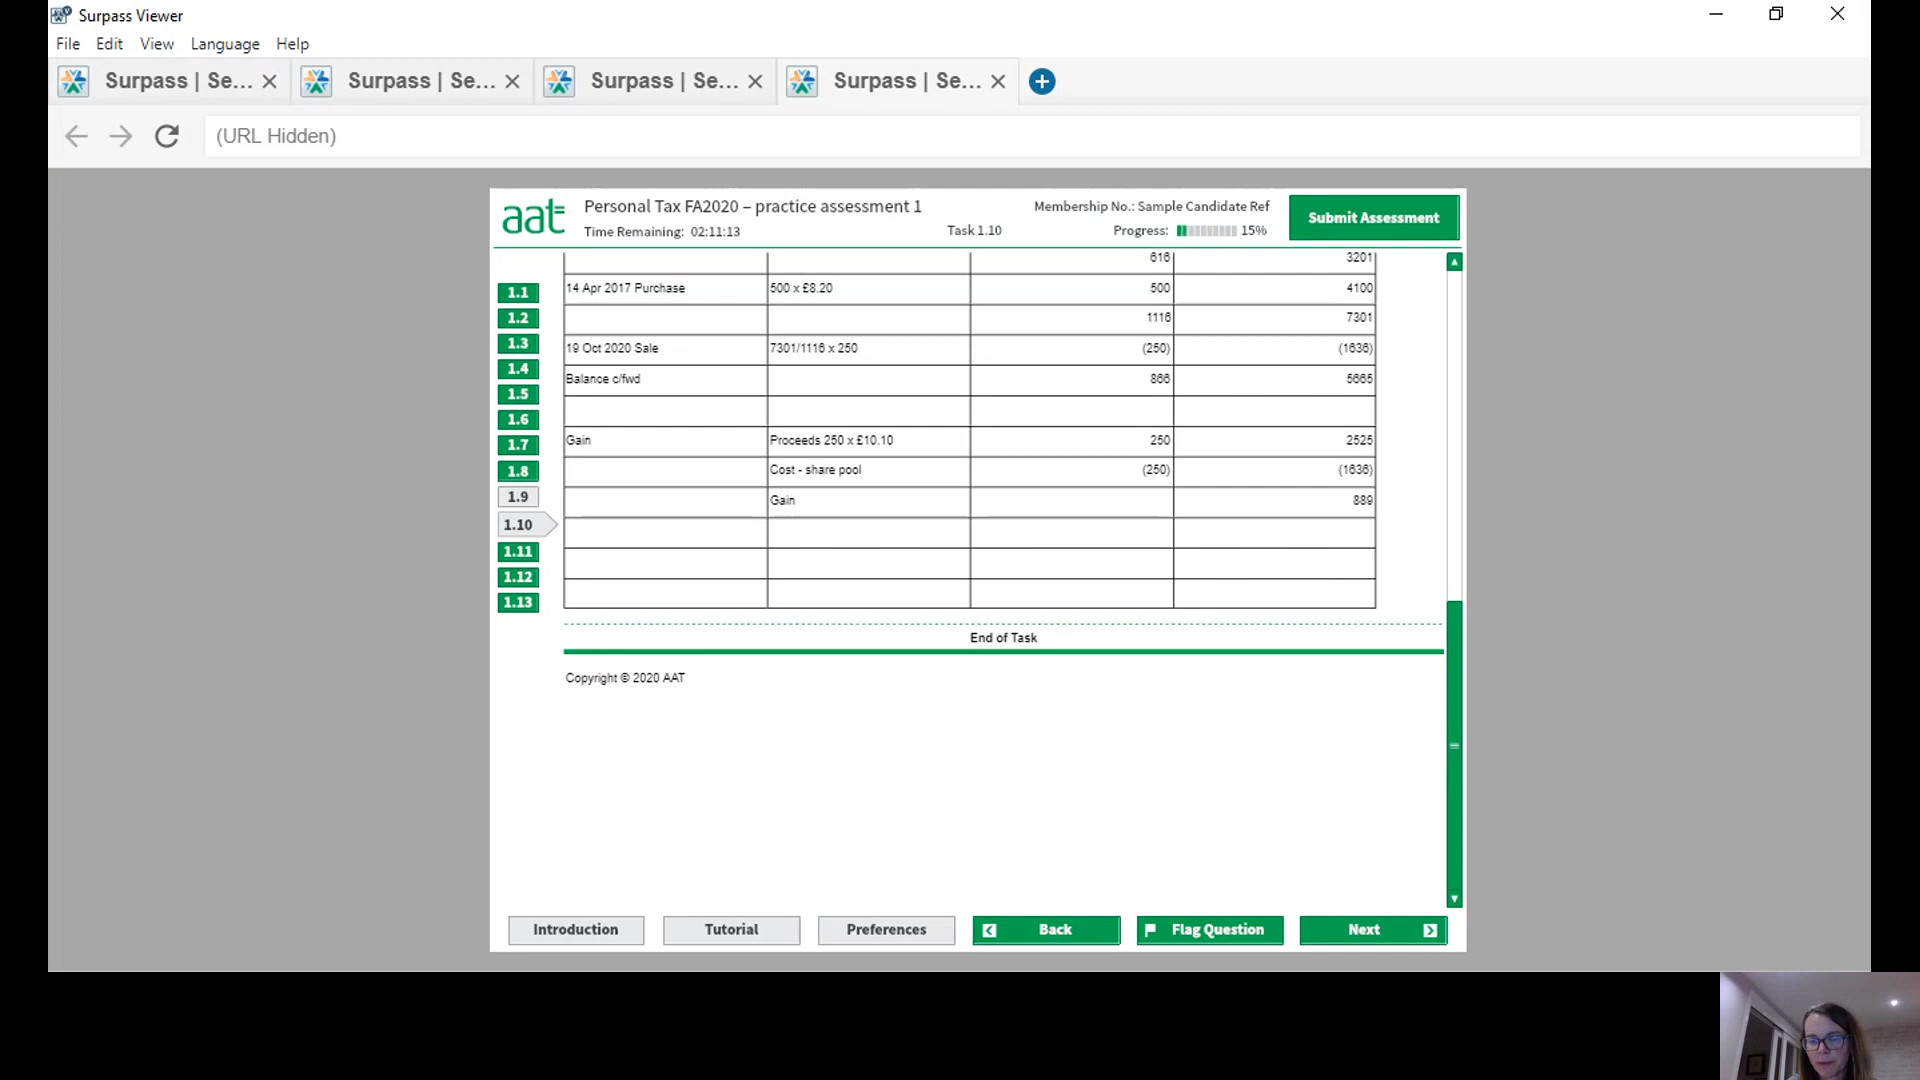 Surpass Viewer
File Edit View Language Help
Surpass | Se... Surpass | Se... Surpass | Se... Surpass | Se...
(URL Hidden)
aat Personal Tax FA2020 – practice assessment 1 Membership No.: Sample Candidate Ref Submit Assessment
Time Remaining: 02:11:13 Task 1.10 Progress: 15%
616 3201
1.1 14 Apr 2017 Purchase 500 x £8.20 500 4100
1.2 1116 7301
1.3 19 Oct 2020 Sale 7301/1116 x 250 (250) (1636)
1.4 Balance c/fwd 866 5665
1.5
1.6
1.7 Gain Proceeds 250 x £10.10 250 2525
1.8 Cost - share pool (250) (1636)
1.9 Gain 889
1.10
1.11
1.12
1.13
End of Task
Copyright © 2020 AAT
Introduction Tutorial Preferences Back Flag Question Next